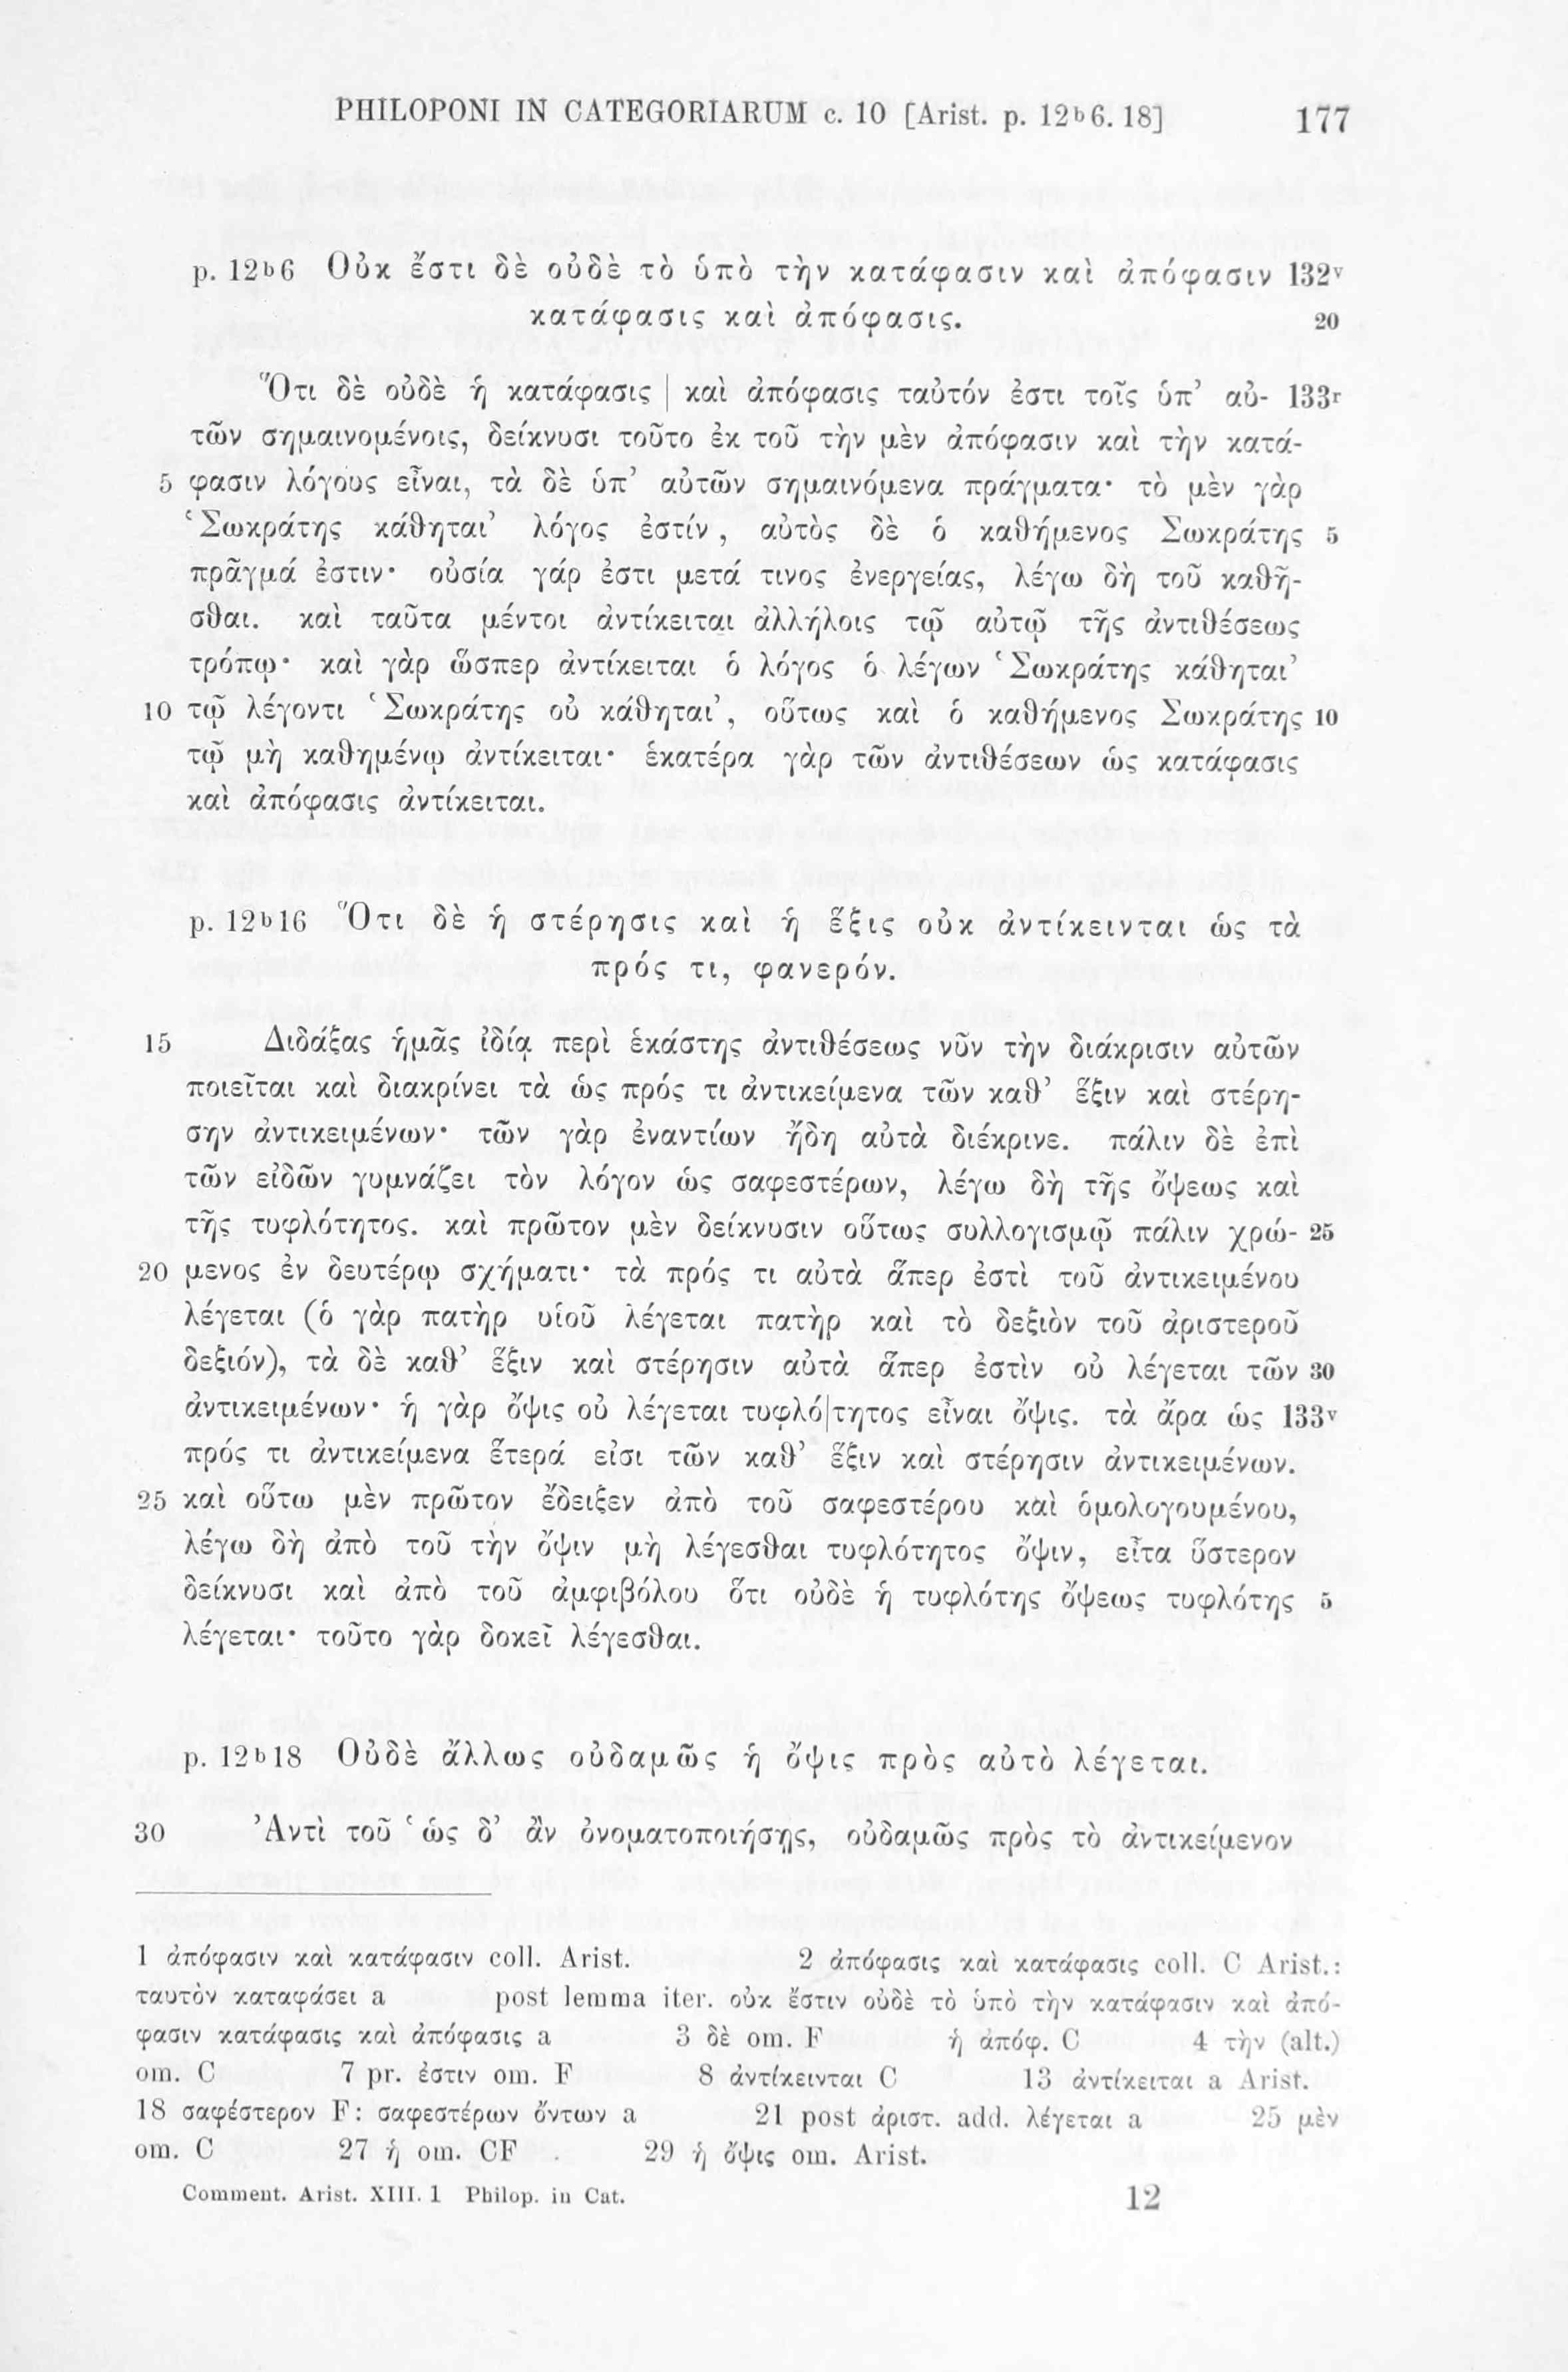 PHILOPONI IN CATEGORIARUM c. 10 [Arist. p. 12b6. 18] 177
p. 12b6 Οὐκ ἔστι δὲ οὐδὲ τὸ ὑπὸ τὴν κατάφασιν καὶ ἀπόφασιν 132v
κατάφασις καὶ ἀπόφασις. 20
Ὅτι δὲ οὐδὲ ἡ κατάφασις | καὶ ἀπόφασις ταὐτόν ἐστι τοῖς ὑπ’ αὐ- 133r
τῶν σημαινομένοις, δείκνυσι τοῦτο ἐκ τοῦ τὴν μὲν ἀπόφασιν καὶ τὴν κατά-
5 φασιν λόγους εἶναι, τὰ δὲ ὑπ’ αὐτῶν σημαινόμενα πράγματα· τὸ μὲν γὰρ
‘Σωκράτης κάθηται’ λόγος ἐστίν, αὐτὸς δὲ ὁ καθήμενος Σωκράτης 5
πρᾶγμά ἐστιν· οὐσία γάρ ἐστι μετά τινος ἐνεργείας, λέγω δὴ τοῦ καθῆ-
σθαι. καὶ ταῦτα μέντοι ἀντίκειται ἀλλήλοις τῷ αὐτῷ τῆς ἀντιθέσεως
τρόπῳ· καὶ γὰρ ὥσπερ ἀντίκειται ὁ λόγος ὁ λέγων ‘Σωκράτης κάθηται’
10 τῷ λέγοντι ‘Σωκράτης οὐ κάθηται’, οὕτως καὶ ὁ καθήμενος Σωκράτης 10
τῷ μὴ καθημένῳ ἀντίκειται· ἑκατέρα γὰρ τῶν ἀντιθέσεων ὡς κατάφασις
καὶ ἀπόφασις ἀντίκειται.
p. 12b16 Ὅτι δὲ ἡ στέρησις καὶ ἡ ἕξις οὐκ ἀντίκεινται ὡς τὰ
πρός τι, φανερόν.
15 Διδάξας ἡμᾶς ἰδίᾳ περὶ ἑκάστης ἀντιθέσεως νῦν τὴν διάκρισιν αὐτῶν
ποιεῖται καὶ διακρίνει τὰ ὡς πρός τι ἀντικείμενα τῶν καθ’ ἕξιν καὶ στέρη-
σην ἀντικειμένων· τῶν γὰρ ἐναντίων ἤδη αὐτὰ διέκρινε. πάλιν δὲ ἐπὶ
τῶν εἰδῶν γυμνάζει τὸν λόγον ὡς σαφεστέρων, λέγω δὴ τῆς ὄψεως καὶ
τῆς τυφλότητος. καὶ πρῶτον μὲν δείκνυσιν οὕτως συλλογισμῷ πάλιν χρώ- 25
20 μενος ἐν δευτέρῳ σχήματι· τὰ πρός τι αὐτὰ ἅπερ ἐστὶ τοῦ ἀντικειμένου
λέγεται (ὁ γὰρ πατὴρ υἱοῦ λέγεται πατὴρ καὶ τὸ δεξιὸν τοῦ ἀριστεροῦ
δεξιόν), τὰ δὲ καθ’ ἕξιν καὶ στέρησιν αὐτὰ ἅπερ ἐστὶν οὐ λέγεται τῶν 30
ἀντικειμένων· ἡ γὰρ ὄψις οὐ λέγεται τυφλό|τητος εἶναι ὄψις. τὰ ἄρα ὡς 133v
πρός τι ἀντικείμενα ἕτερά εἰσι τῶν καθ’ ἕξιν καὶ στέρησιν ἀντικειμένων.
25 καὶ οὕτω μὲν πρῶτον ἔδειξεν ἀπὸ τοῦ σαφεστέρου καὶ ὁμολογουμένου,
λέγω δὴ ἀπὸ τοῦ τὴν ὄψιν μὴ λέγεσθαι τυφλότητος ὄψιν, εἶτα ὕστερον
δείκνυσι καὶ ἀπὸ τοῦ ἀμφιβόλου ὅτι οὐδὲ ἡ τυφλότης ὄψεως τυφλότης 5
λέγεται· τοῦτο γὰρ δοκεῖ λέγεσθαι.
p. 12b18 Οὐδὲ ἄλλως οὐδαμῶς ἡ ὄψις πρὸς αὐτὸ λέγεται.
30 Ἀντὶ τοῦ ‘ὡς δ’ ἂν ὀνοματοποιήσῃς, οὐδαμῶς πρὸς τὸ ἀντικείμενον
1 ἀπόφασιν καὶ κατάφασιν coll. Arist. 2 ἀπόφασις καὶ κατάφασις coll. C Arist.:
ταυτὸν καταφάσει a post lemma iter. οὐκ ἔστιν οὐδὲ τὸ ὑπὸ τὴν κατάφασιν καὶ ἀπό-
φασιν κατάφασις καὶ ἀπόφασις a 3 δὲ om. F ἡ ἀπόφ. C 4 τὴν (alt.)
om. C 7 pr. ἐστιν om. F 8 ἀντίκεινται C 13 ἀντίκειται a Arist.
18 σαφέστερον F: σαφεστέρων ὄντων a 21 post ἀριστ. add. λέγεται a 25 μὲν
om. C 27 ἡ om. CF 29 ἡ ὄψις om. Arist.
Comment. Arist. XIII. 1 Philop. in Cat. 12